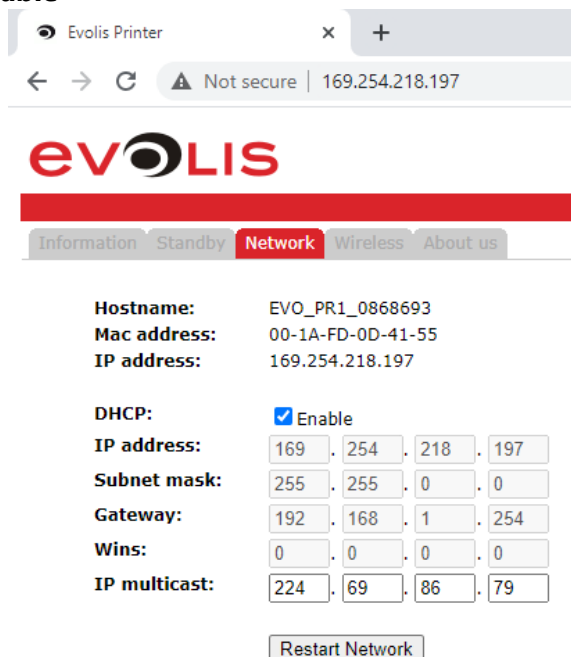 Evolis Printer
Not secure | 169.254.218.197
evolis
Information Standby Network Wireless About us
Hostname: EVO_PR1_0868693
Mac address: 00-1A-FD-0D-41-55
IP address: 169.254.218.197
DHCP: Enable
IP address: 169 . 254 . 218 . 197
Subnet mask: 255 . 255 . 0 . 0
Gateway: 192 . 168 . 1 . 254
Wins: 0 . 0 . 0 . 0
IP multicast: 224 . 69 . 86 . 79
Restart Network